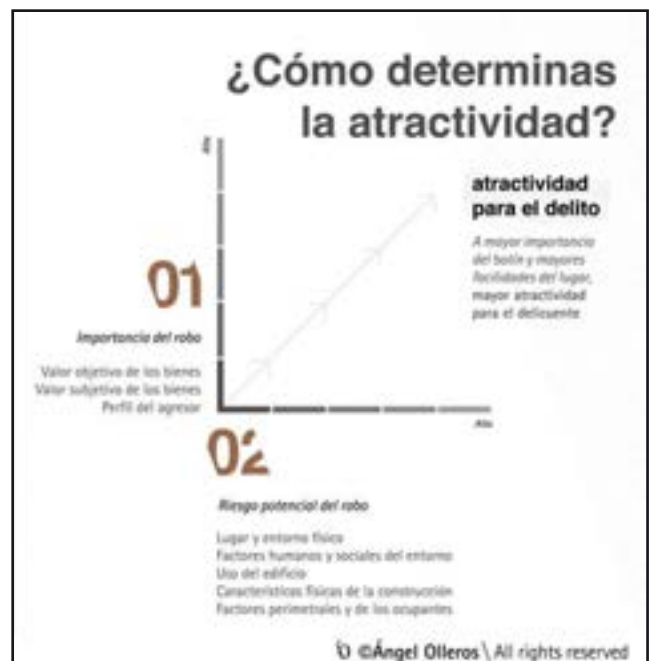 ¿Cómo determinas
la atractividad?
Alto
atractividad
para el delito
A mayor importancia
del botín y mayores
facilidades del lugar,
mayor atractividad
para el delicuente
01
Importancia del robo
Valor objetivo de los bienes
Valor subjetivo de los bienes
Perfil del agresor
Alto
02
Riesgo potencial del robo
Lugar y entorno físico
Factores humanos y sociales del entorno
Uso del edificio
Características físicas de la construcción
Factores perimetrales y de los ocupantes
©Ángel Olleros \ All rights reserved